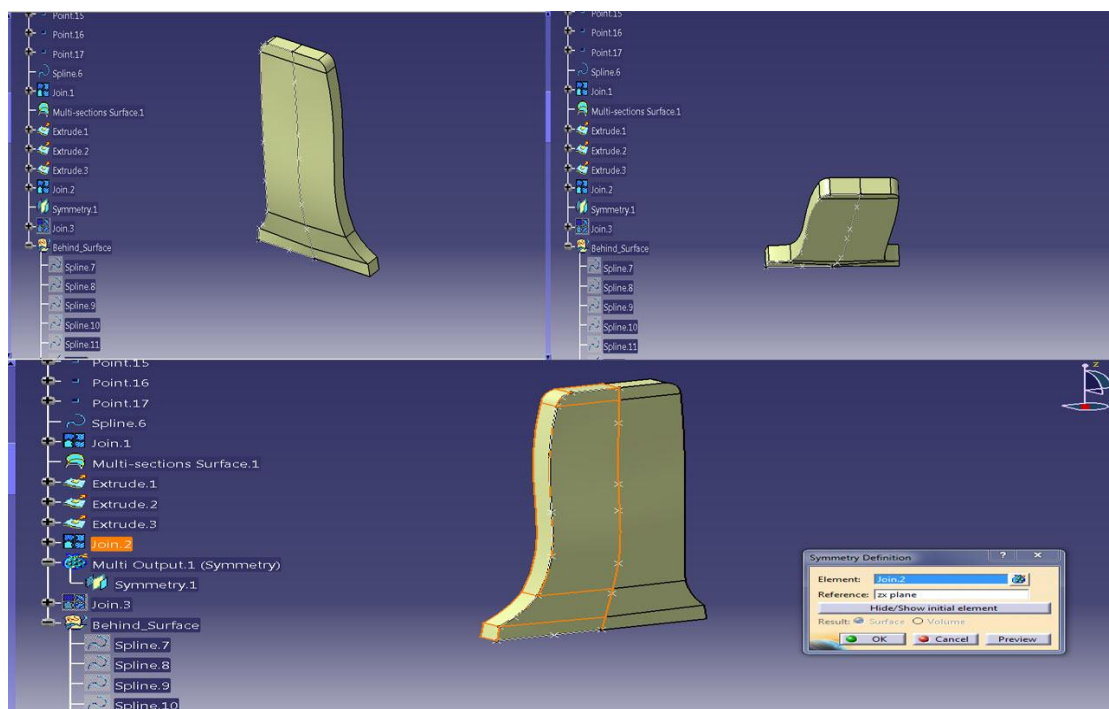 Point.15
Point.16
Point.17
Spline.6
Join.1
Multi-sections Surface.1
Extrude.1
Extrude.2
Extrude.3
Join.2
Symmetry.1
Join.3
Behind_Surface
Spline.7
Spline.8
Spline.9
Spline.10
Spline.11
Point.15
Point.16
Point.17
Spline.6
Join.1
Multi-sections Surface.1
Extrude.1
Extrude.2
Extrude.3
Join.2
Symmetry.1
Join.3
Behind_Surface
Spline.7
Spline.8
Spline.9
Spline.10
Spline.11
Point.15
Point.16
Point.17
Spline.6
Join.1
Multi-sections Surface.1
Extrude.1
Extrude.2
Extrude.3
Join.2
Multi Output.1 (Symmetry)
Symmetry.1
Join.3
Behind_Surface
Spline.7
Spline.8
Spline.9
Spline.10
z
Symmetry Definition ? x
Element: Join.2
Reference: zx plane
Hide/Show initial element
Result: Surface Volume
OK Cancel Preview